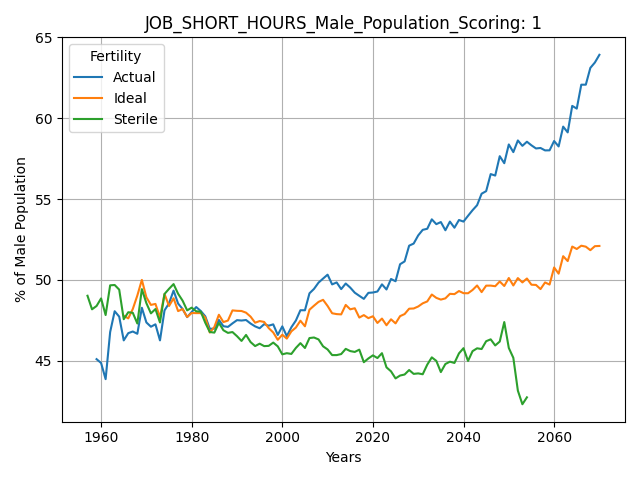 JOB_SHORT_HOURS_Male_Population_Scoring: 1
Fertility
Actual
Ideal
Sterile
% of Male Population
65
60
55
50
45
1960 1980 2000 2020 2040 2060
Years